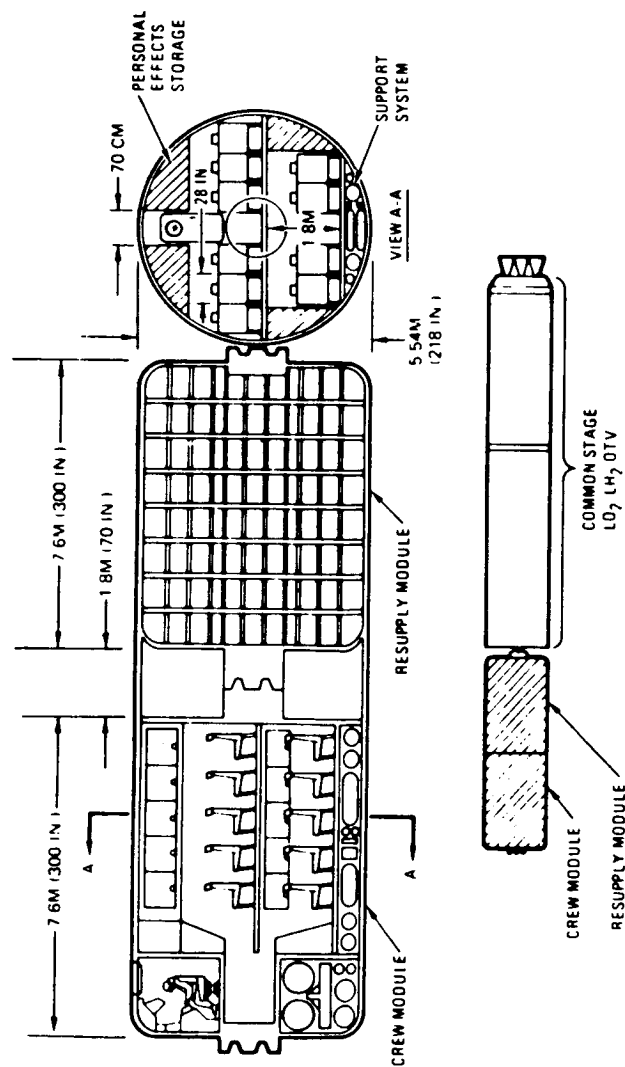 PERSONAL
EFFECTS
STORAGE
70 CM
28 IN
1.8M
SUPPORT
SYSTEM
VIEW A-A
5.54M
(218 IN)
7.6M (300 IN)
1.8M (70 IN)
7.6M (300 IN)
A
A
RESUPPLY MODULE
CREW MODULE
COMMON STAGE
LO2 LH2 OTV
CREW MODULE
RESUPPLY MODULE